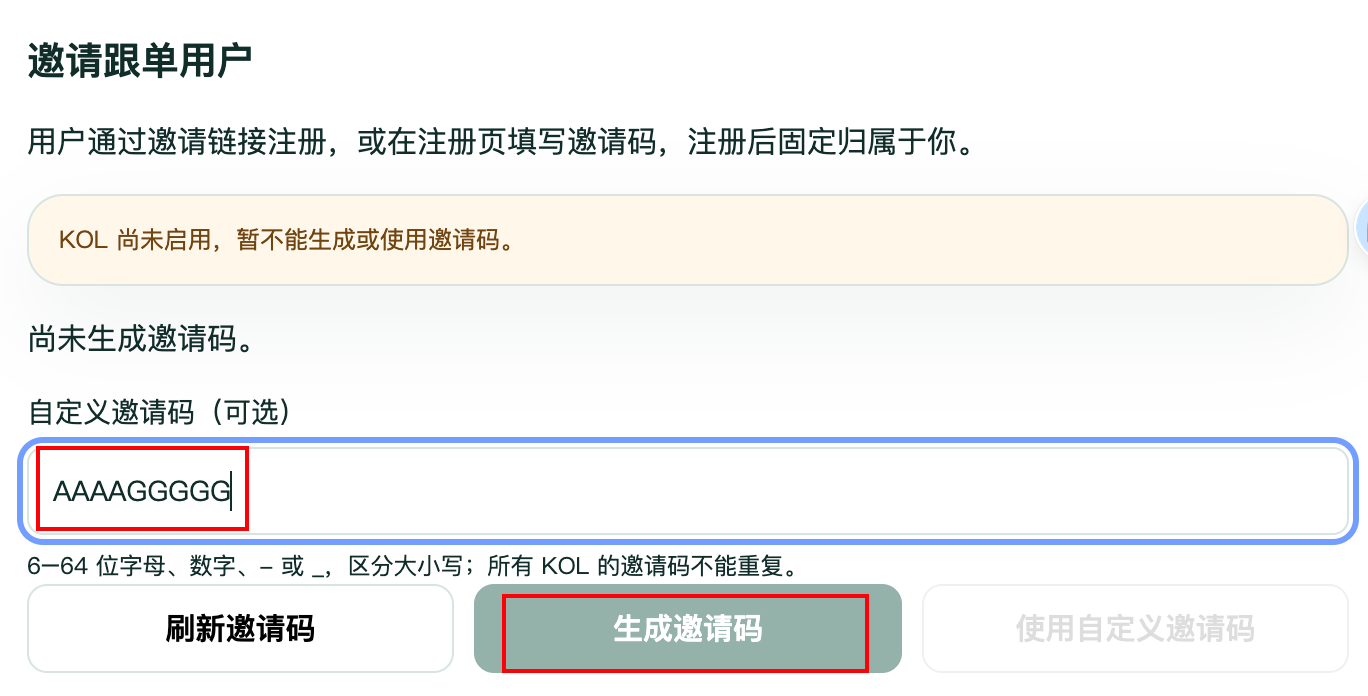 邀请跟单用户
用户通过邀请链接注册，或在注册页填写邀请码，注册后固定归属于你。
KOL 尚未启用，暂不能生成或使用邀请码。
尚未生成邀请码。
自定义邀请码（可选）
AAAAGGGGG
6–64 位字母、数字、- 或 _，区分大小写；所有 KOL 的邀请码不能重复。
刷新邀请码
生成邀请码
使用自定义邀请码